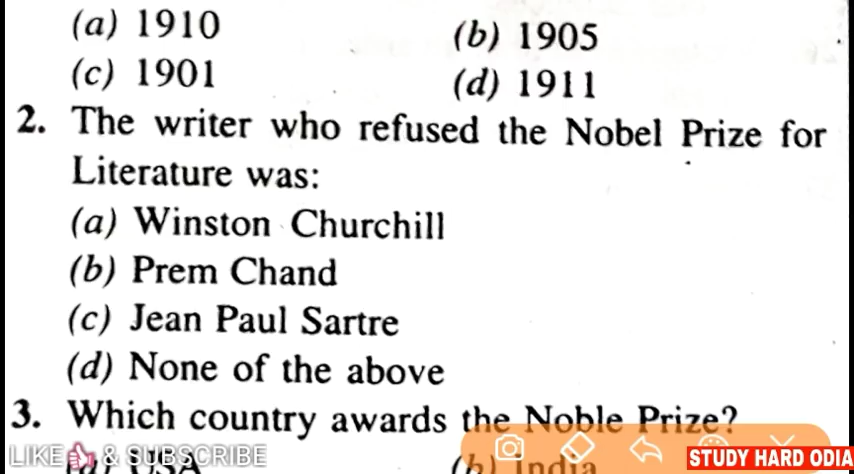 (a) 1910
(b) 1905
(c) 1901
(d) 1911
2. The writer who refused the Nobel Prize for
Literature was:
(a) Winston Churchill
(b) Prem Chand
(c) Jean Paul Sartre
(d) None of the above
3. Which country awards the Noble Prize?
LIKE & SUBSCRIBE
(a) USA
(b) India
STUDY HARD ODIA